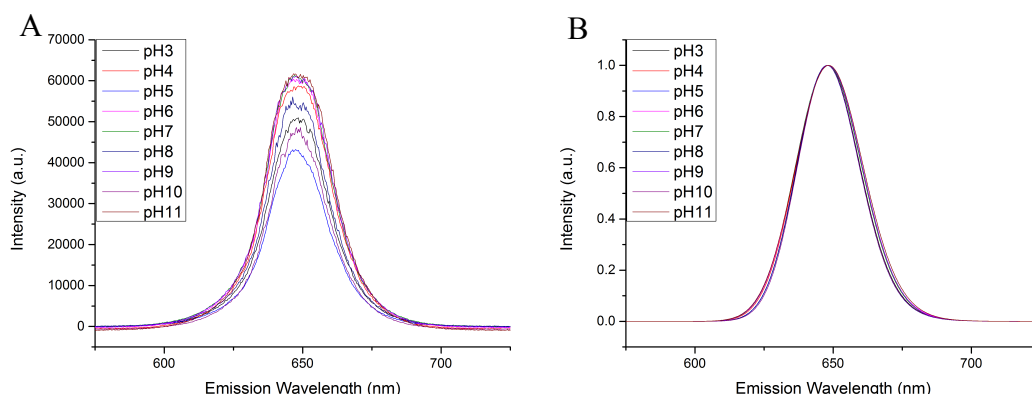 A
70000
60000
50000
40000
30000
20000
10000
0
600
650
700
Intensity (a.u.)
Emission Wavelength (nm)
pH3
pH4
pH5
pH6
pH7
pH8
pH9
pH10
pH11
B
1.0
0.8
0.6
0.4
0.2
0.0
600
650
700
Intensity (a.u.)
Emission Wavelength (nm)
pH3
pH4
pH5
pH6
pH7
pH8
pH9
pH10
pH11